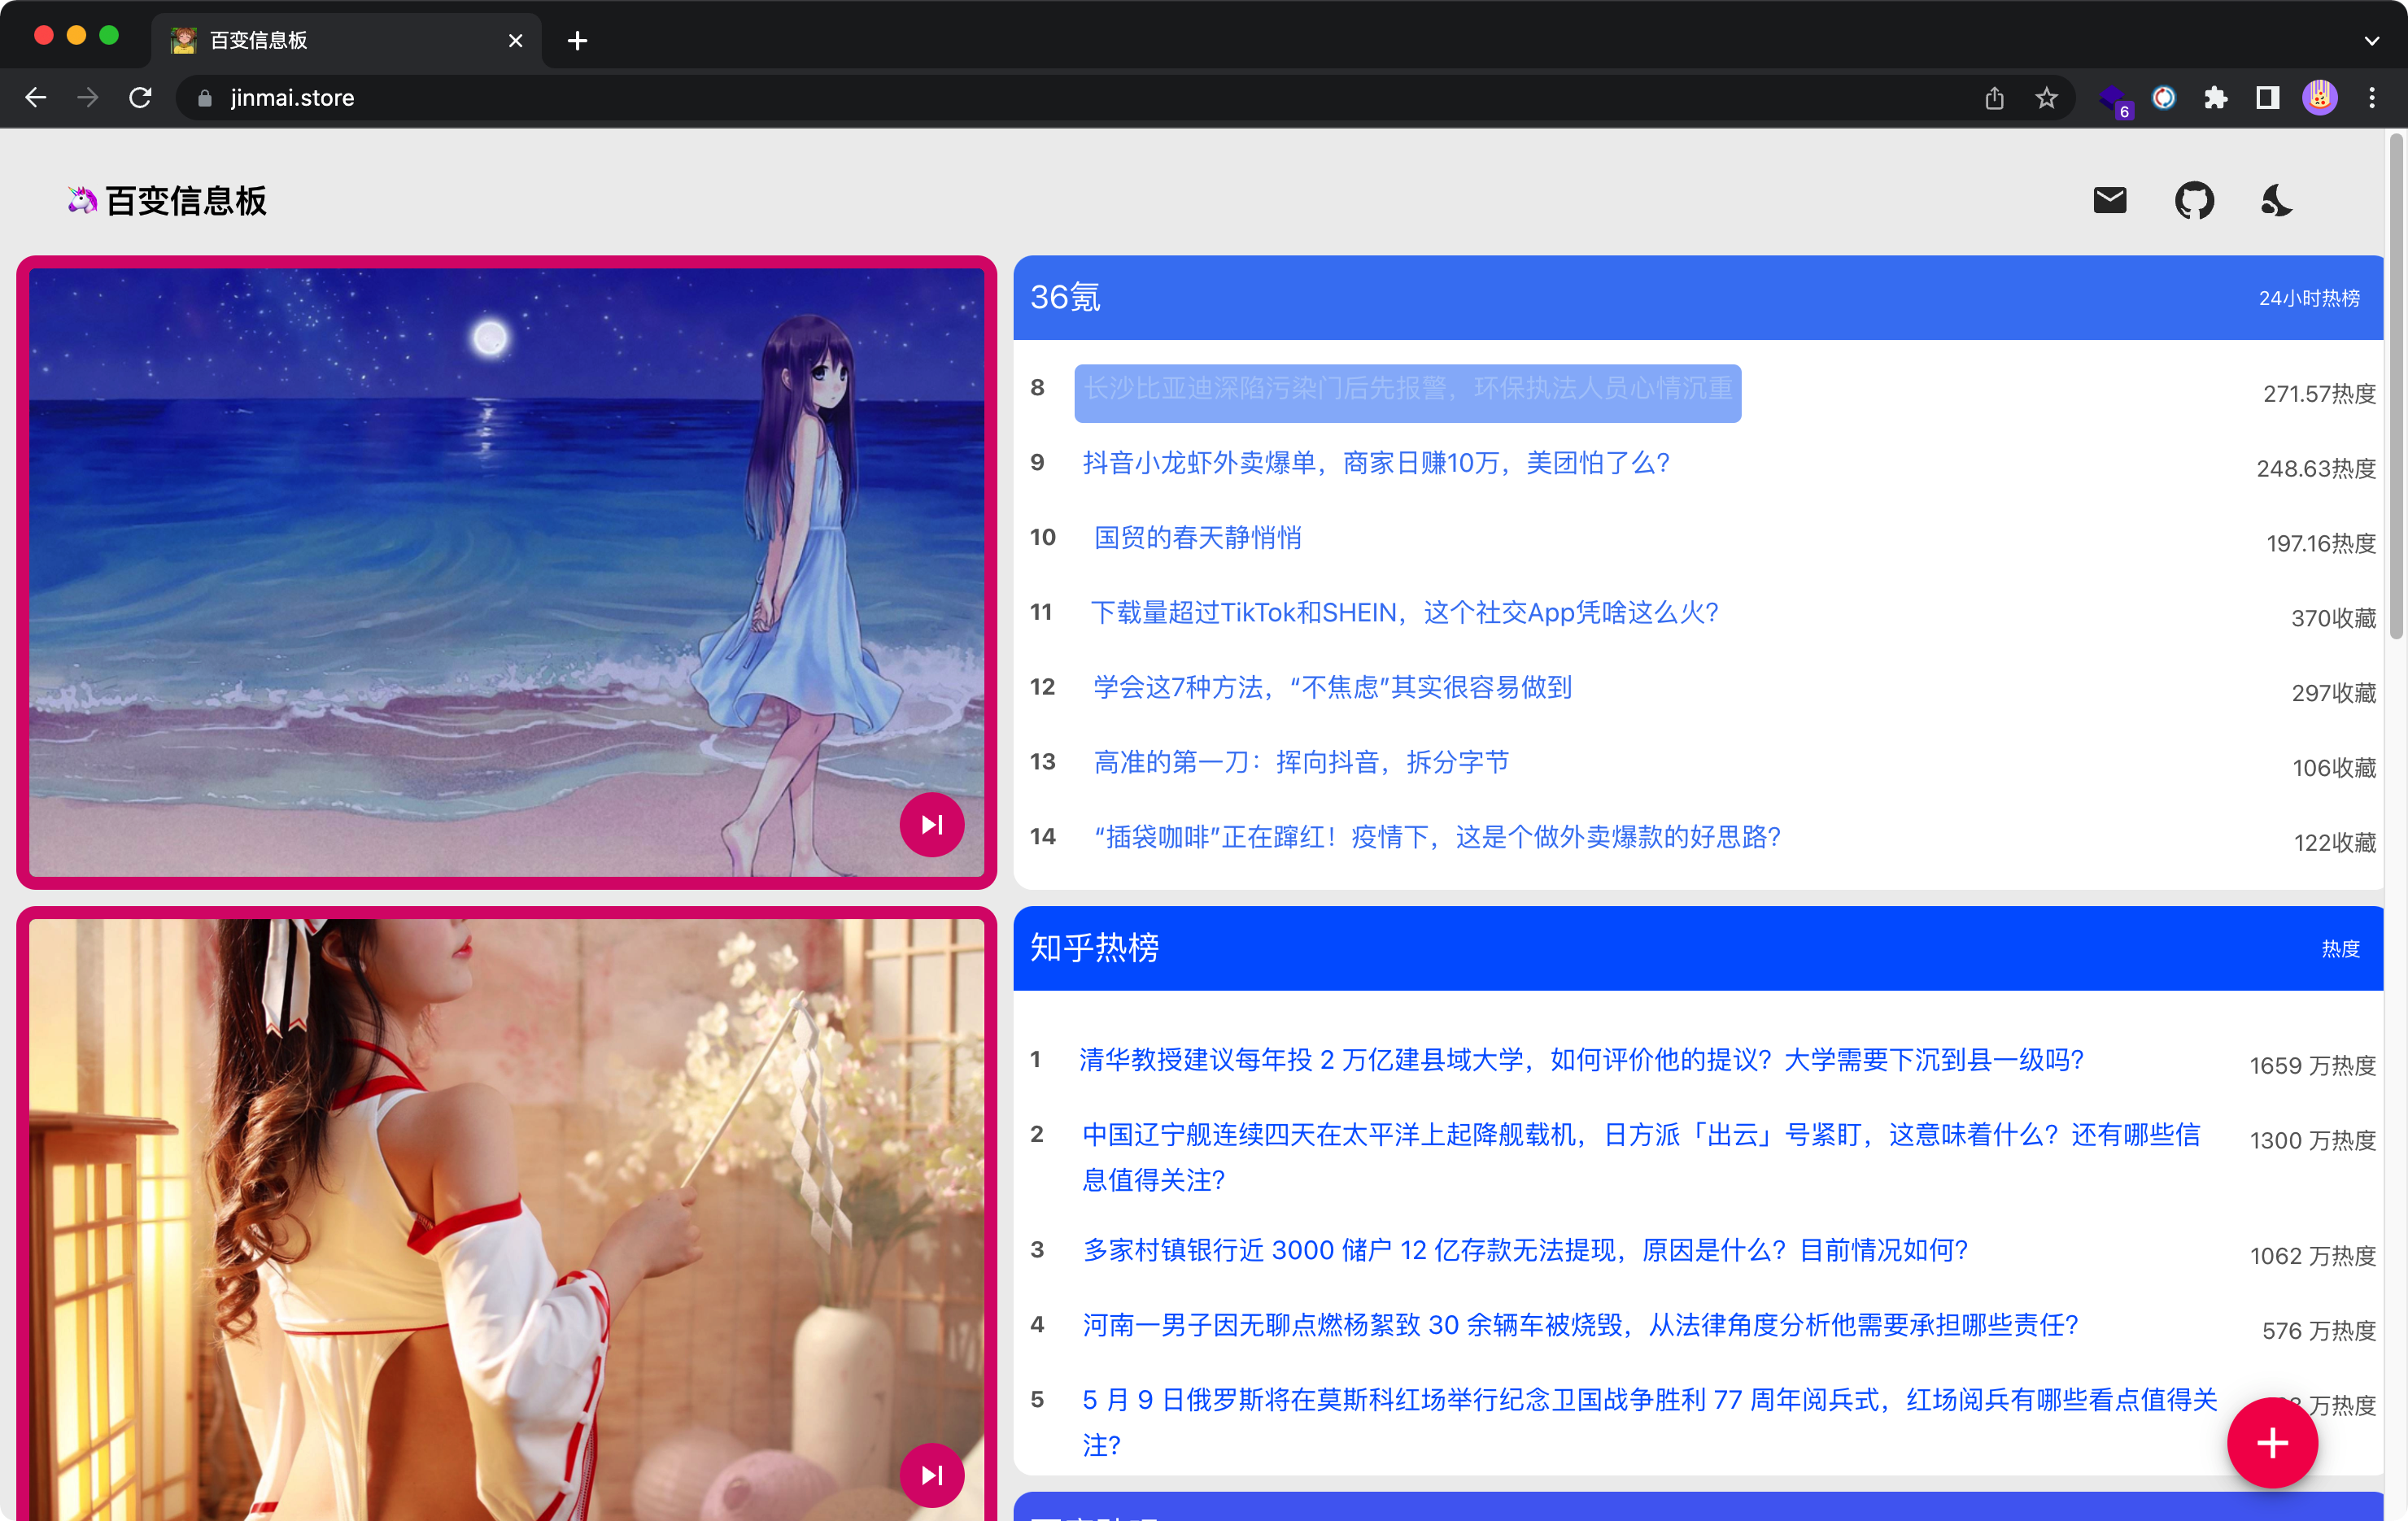 百变信息板
jinmai.store
6
🦄 百变信息板
36氪
24小时热榜
8 长沙比亚迪深陷污染门后先报警，环保执法人员心情沉重 271.57热度
9 抖音小龙虾外卖爆单，商家日赚10万，美团怕了么？ 248.63热度
10 国贸的春天静悄悄 197.16热度
11 下载量超过TikTok和SHEIN，这个社交App凭啥这么火？ 370收藏
12 学会这7种方法，“不焦虑”其实很容易做到 297收藏
13 高准的第一刀：挥向抖音，拆分字节 106收藏
14 “插袋咖啡”正在蹿红！疫情下，这是个做外卖爆款的好思路？ 122收藏
知乎热榜
热度
1 清华教授建议每年投 2 万亿建县域大学，如何评价他的提议？大学需要下沉到县一级吗？ 1659 万热度
2 中国辽宁舰连续四天在太平洋上起降舰载机，日方派「出云」号紧盯，这意味着什么？还有哪些信 1300 万热度
息值得关注？
3 多家村镇银行近 3000 储户 12 亿存款无法提现，原因是什么？目前情况如何？ 1062 万热度
4 河南一男子因无聊点燃杨絮致 30 余辆车被烧毁，从法律角度分析他需要承担哪些责任？ 576 万热度
5 5 月 9 日俄罗斯将在莫斯科红场举行纪念卫国战争胜利 77 周年阅兵式，红场阅兵有哪些看点值得关 万热度
注？